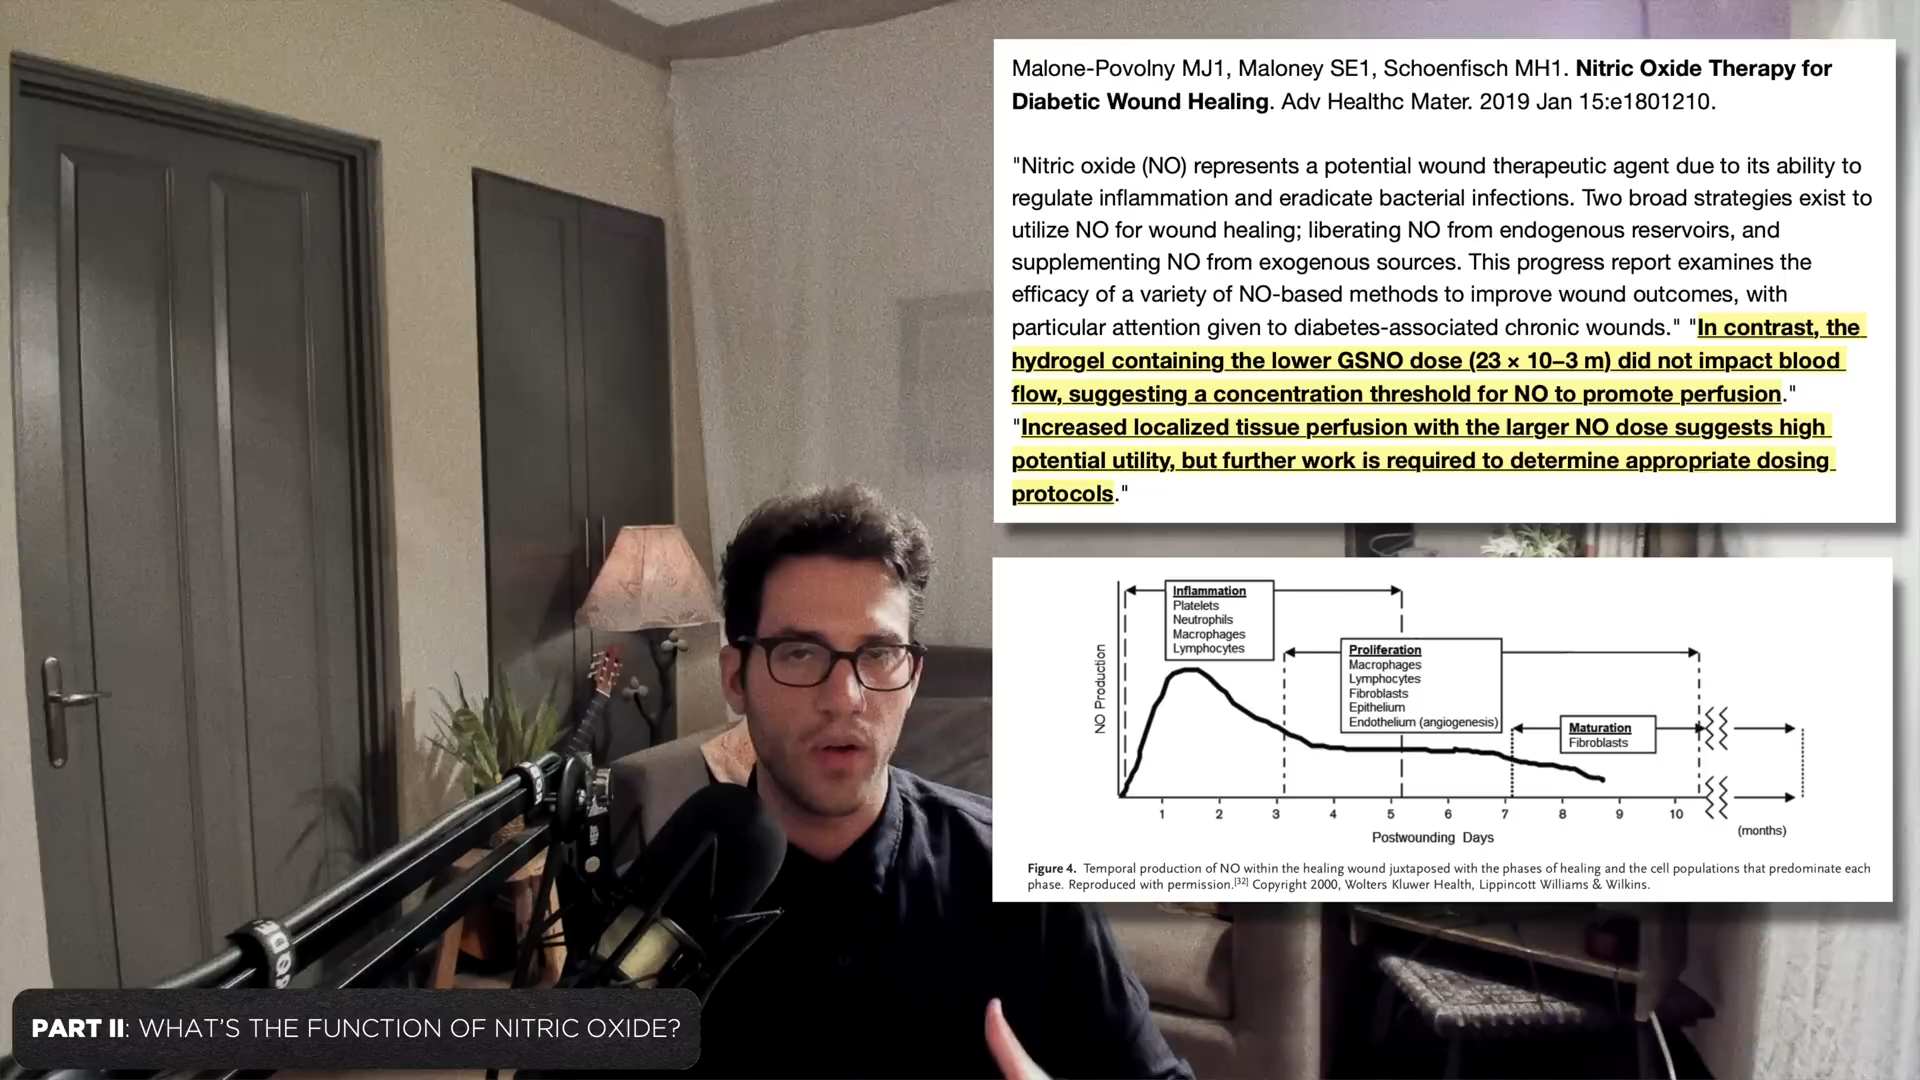 Malone-Povolny MJ1, Maloney SE1, Schoenfisch MH1. Nitric Oxide Therapy for
Diabetic Wound Healing. Adv Healthc Mater. 2019 Jan 15:e1801210.
"Nitric oxide (NO) represents a potential wound therapeutic agent due to its ability to
regulate inflammation and eradicate bacterial infections. Two broad strategies exist to
utilize NO for wound healing; liberating NO from endogenous reservoirs, and
supplementing NO from exogenous sources. This progress report examines the
efficacy of a variety of NO-based methods to improve wound outcomes, with
particular attention given to diabetes-associated chronic wounds." "In contrast, the
hydrogel containing the lower GSNO dose (23 × 10–3 m) did not impact blood
flow, suggesting a concentration threshold for NO to promote perfusion."
"Increased localized tissue perfusion with the larger NO dose suggests high
potential utility, but further work is required to determine appropriate dosing
protocols."
Inflammation
Platelets
Neutrophils
Macrophages
Lymphocytes
Proliferation
Macrophages
Lymphocytes
Fibroblasts
Epithelium
Endothelium (angiogenesis)
Maturation
Fibroblasts
NO Production
1 2 3 4 5 6 7 8 9 10
(months)
Postwounding Days
Figure 4. Temporal production of NO within the healing wound juxtaposed with the phases of healing and the cell populations that predominate each
phase. Reproduced with permission.[32] Copyright 2000, Wolters Kluwer Health, Lippincott Williams & Wilkins.
PART II: WHAT'S THE FUNCTION OF NITRIC OXIDE?